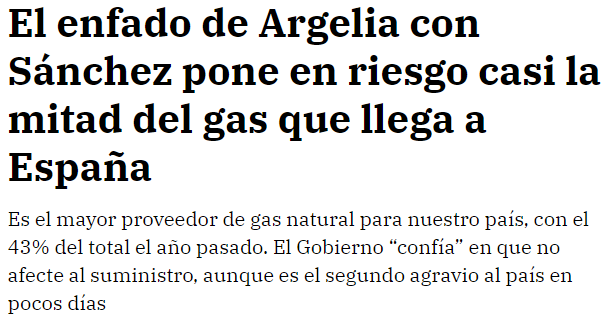 El enfado de Argelia con
Sánchez pone en riesgo casi la
mitad del gas que llega a
España
Es el mayor proveedor de gas natural para nuestro país, con el
43% del total el año pasado. El Gobierno “confía” en que no
afecte al suministro, aunque es el segundo agravio al país en
pocos días